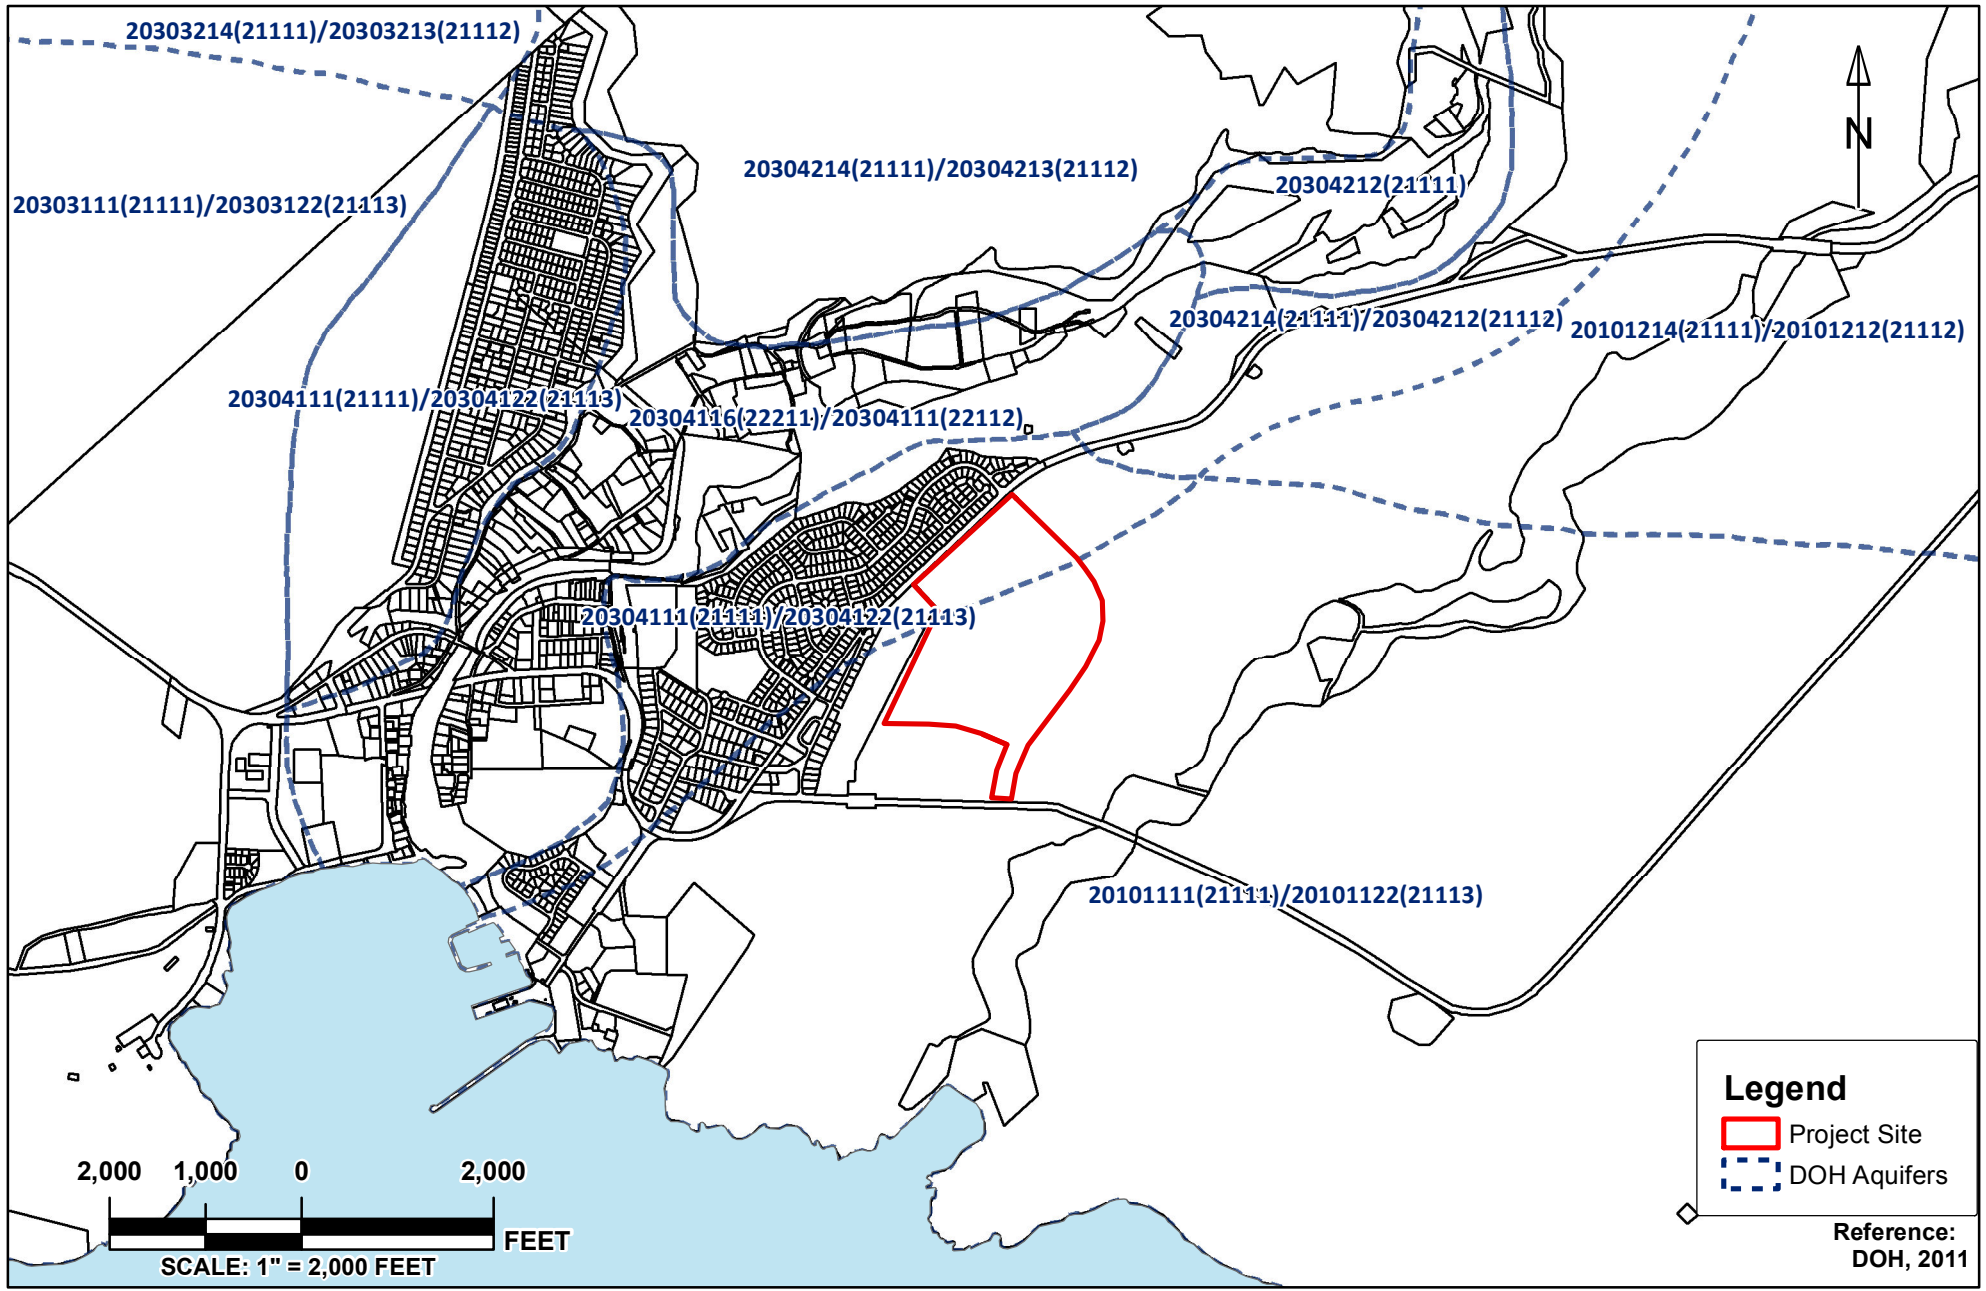 20303214(21111)/20303213(21112)
N
20304214(21111)/20304213(21112)
20304212(21111)
20303111(21111)/20303122(21113)
20304214(21111)/20304212(21112)
20101214(21111)/20101212(21112)
20304111(21111)/20304122(21113)
20304116(22211)/20304111(22112)
20304111(21111)/20304122(21113)
20101111(21111)/20101122(21113)
Legend
Project Site
DOH Aquifers
2,000 1,000 0 2,000
FEET
SCALE: 1" = 2,000 FEET
Reference:
DOH, 2011